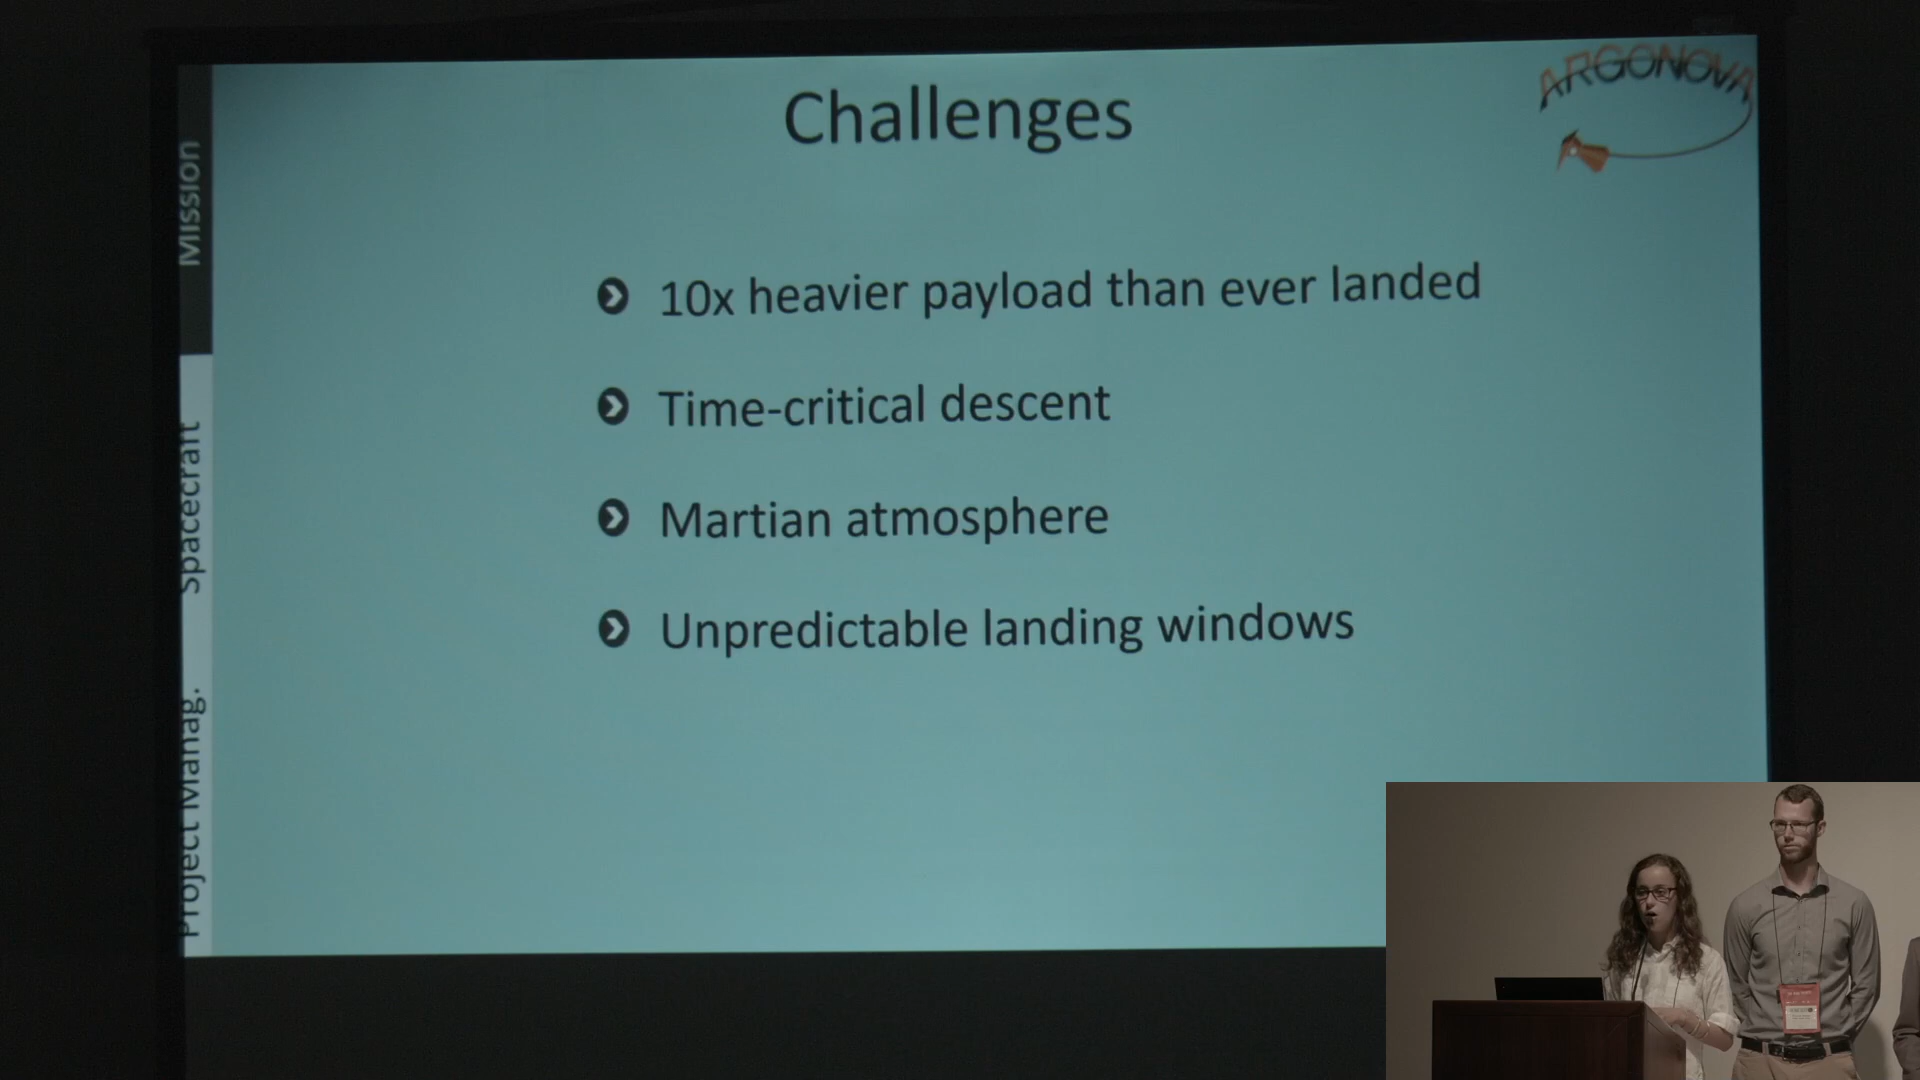 Challenges
ARGONOVA
Mission
Spacecraft
Project Manag.
10x heavier payload than ever landed
Time-critical descent
Martian atmosphere
Unpredictable landing windows